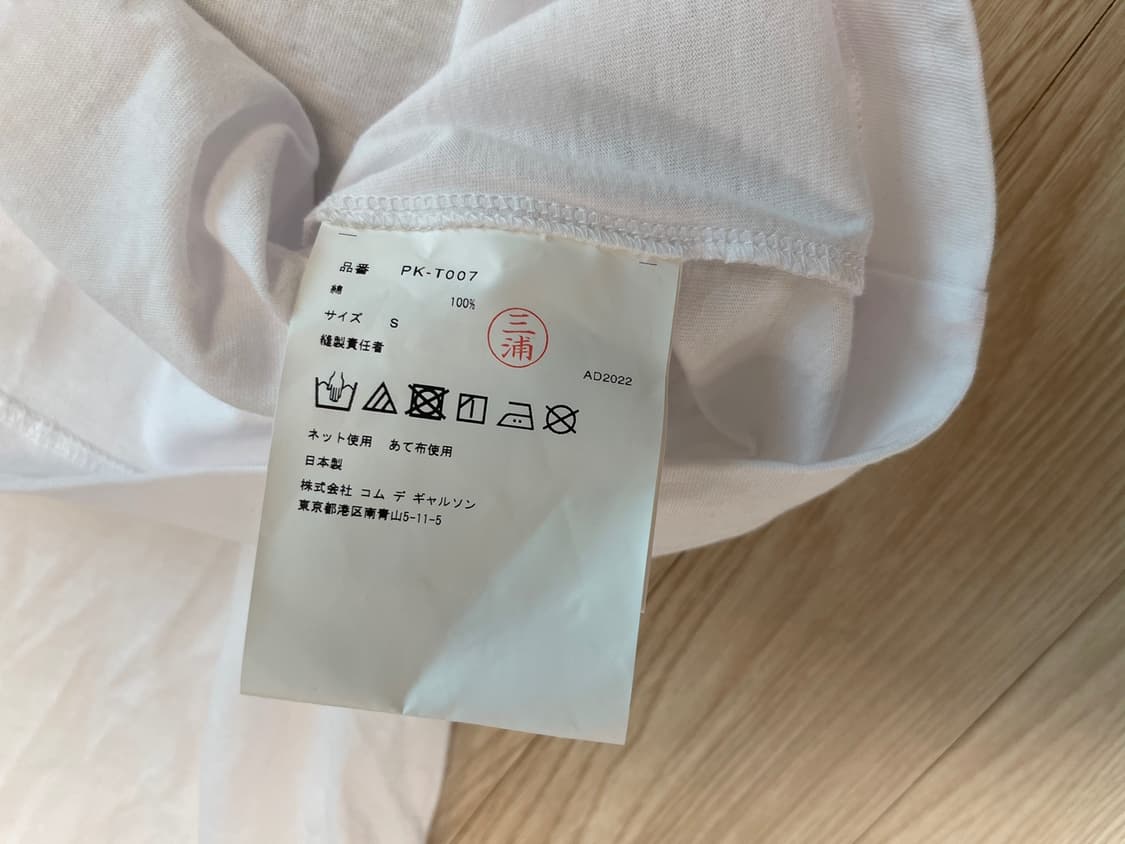 品番 PK-T007
綿 100%
サイズ S
縫製責任者
三浦
AD2022
ネット使用 あて布使用
日本製
株式会社 コム デ ギャルソン
東京都港区南青山5-11-5